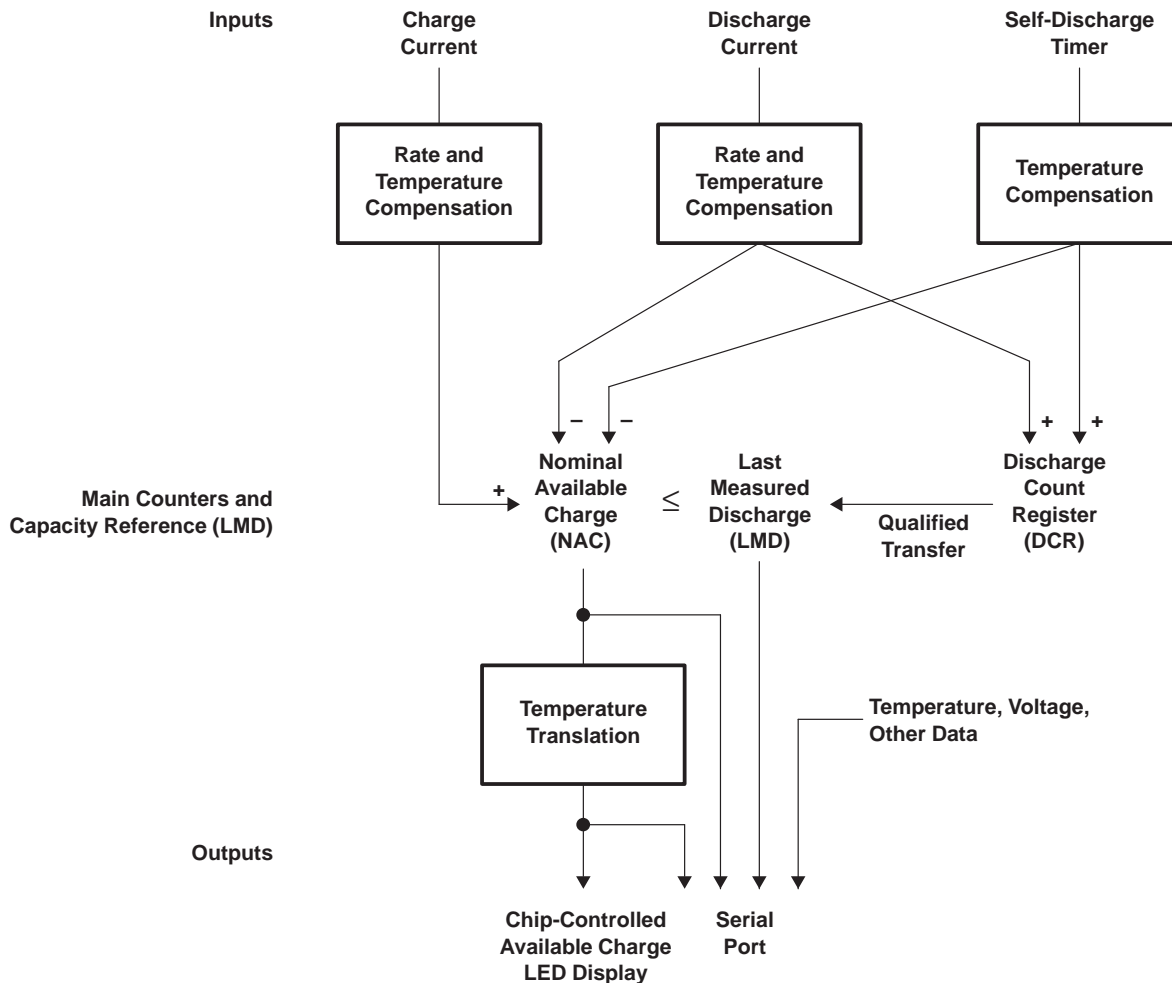 Inputs
Charge
Current
Discharge
Current
Self-Discharge
Timer
Rate and
Temperature
Compensation
Rate and
Temperature
Compensation
Temperature
Compensation
–
–
+
+
Main Counters and
Capacity Reference (LMD)
+
Nominal
Available
Charge
(NAC)
≤
Last
Measured
Discharge
(LMD)
Qualified
Transfer
Discharge
Count
Register
(DCR)
Temperature
Translation
Temperature, Voltage,
Other Data
Outputs
Chip-Controlled
Available Charge
LED Display
Serial
Port